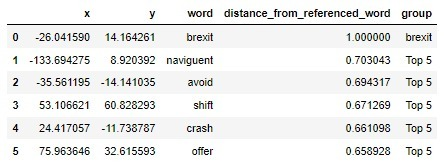 x y word distance_from_referenced_word group
0 -26.041590 14.164261 brexit 1.000000 brexit
1 -133.694275 8.920392 naviguent 0.703043 Top 5
2 -35.561195 -14.141035 avoid 0.694317 Top 5
3 53.106621 60.828293 shift 0.671269 Top 5
4 24.417057 -11.738787 crash 0.661098 Top 5
5 75.963646 32.615593 offer 0.658928 Top 5